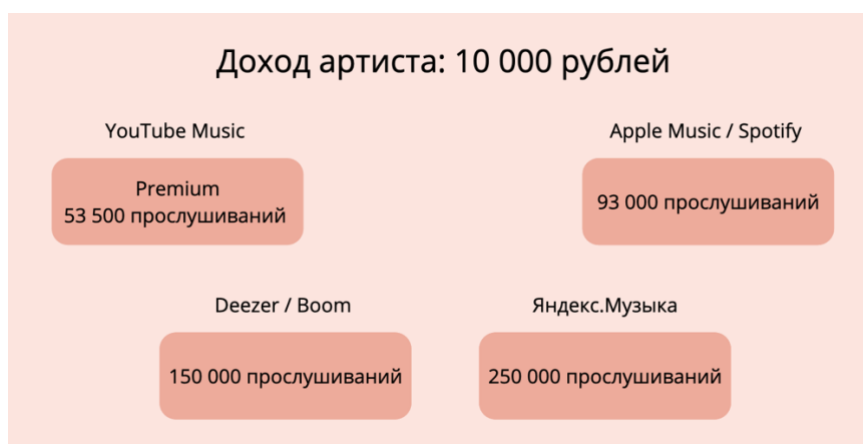 Доход артиста: 10 000 рублей
YouTube Music
Premium
53 500 прослушиваний
Apple Music / Spotify
93 000 прослушиваний
Deezer / Boom
150 000 прослушиваний
Яндекс.Музыка
250 000 прослушиваний